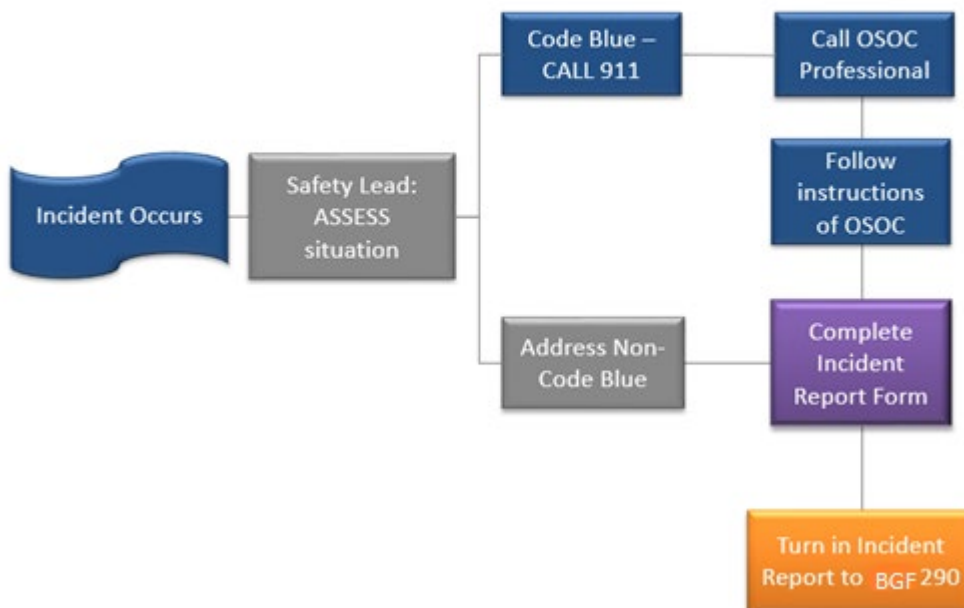 Incident Occurs
Safety Lead:
ASSESS
situation
Code Blue –
CALL 911
Call OSOC
Professional
Follow
instructions
of OSOC
Address Non-
Code Blue
Complete
Incident
Report Form
Turn in Incident
Report to BGF 290